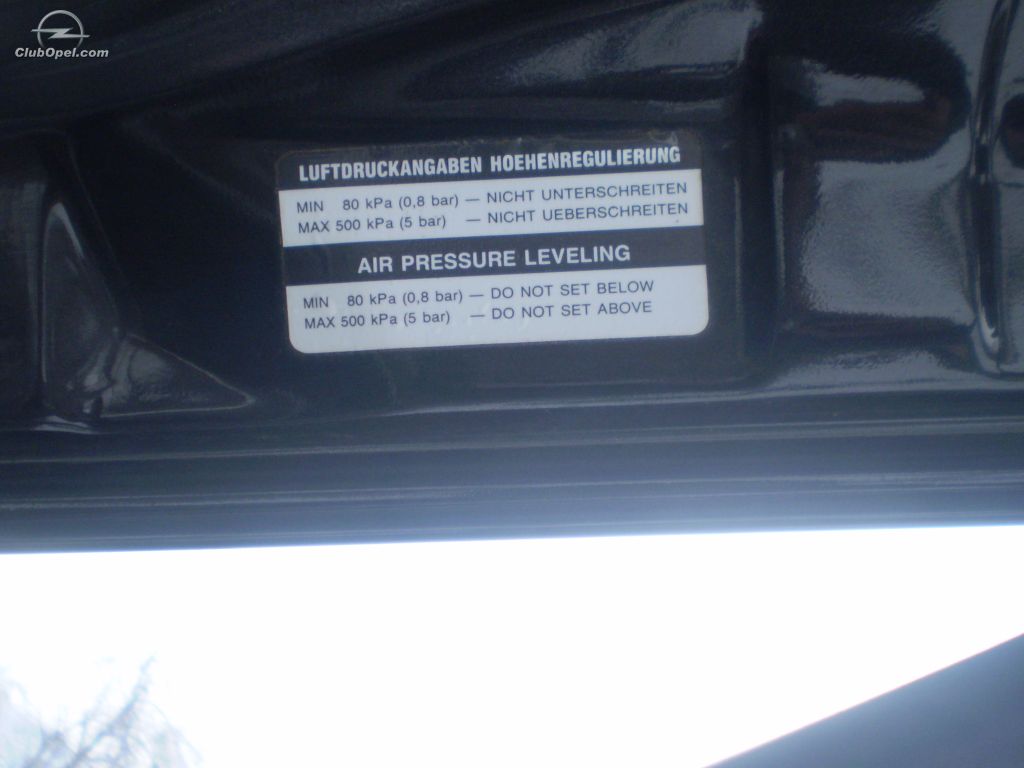 ClubOpel.com
LUFTDRUCKANGABEN HOEHENREGULIERUNG
MIN 80 kPa (0,8 bar) — NICHT UNTERSCHREITEN
MAX 500 kPa (5 bar) — NICHT UEBERSCHREITEN
AIR PRESSURE LEVELING
MIN 80 kPa (0,8 bar) — DO NOT SET BELOW
MAX 500 kPa (5 bar) — DO NOT SET ABOVE